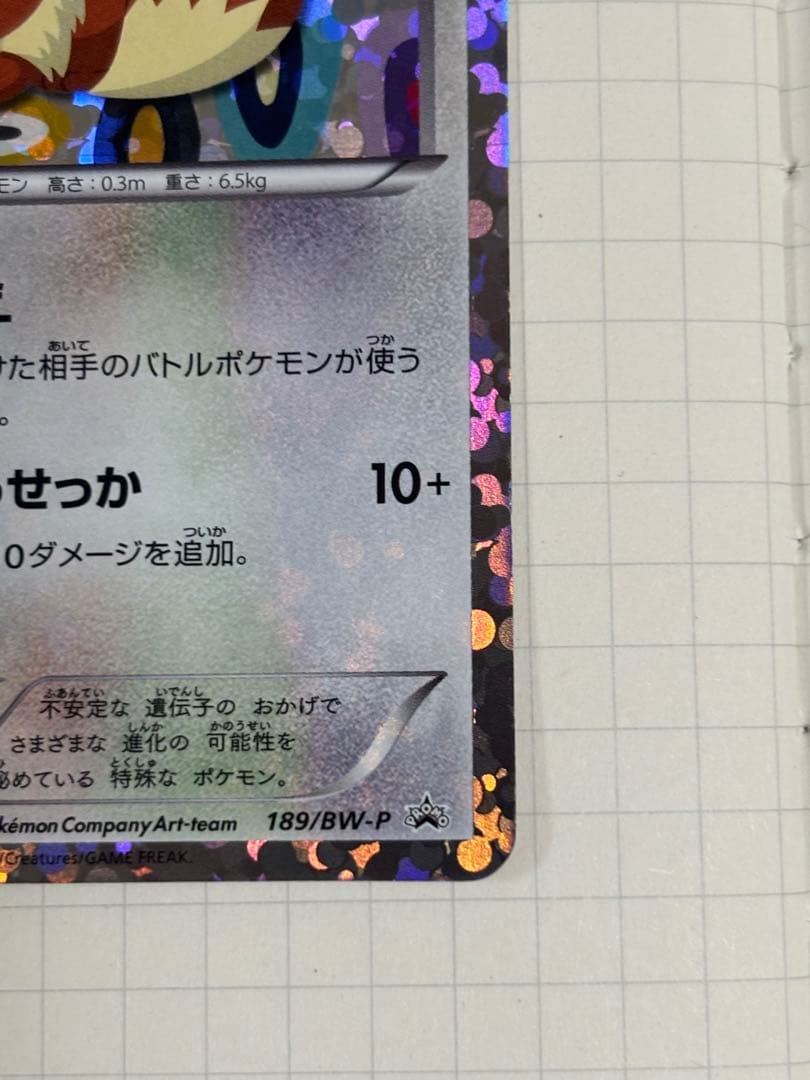 モン 高さ：0.3m 重さ：6.5kg
けた相手のバトルポケモンが使う
あいて つか
。
せっか 10+
0ダメージを追加。
ついか
不安定な 遺伝子の おかげで
ふあんてい いでんし
さまざまな 進化の 可能性を
しんか かのうせい
秘めている 特殊な ポケモン。
とくしゅ
kémon Company Art-team 189/BW-P PROMO
/Creatures/GAME FREAK.